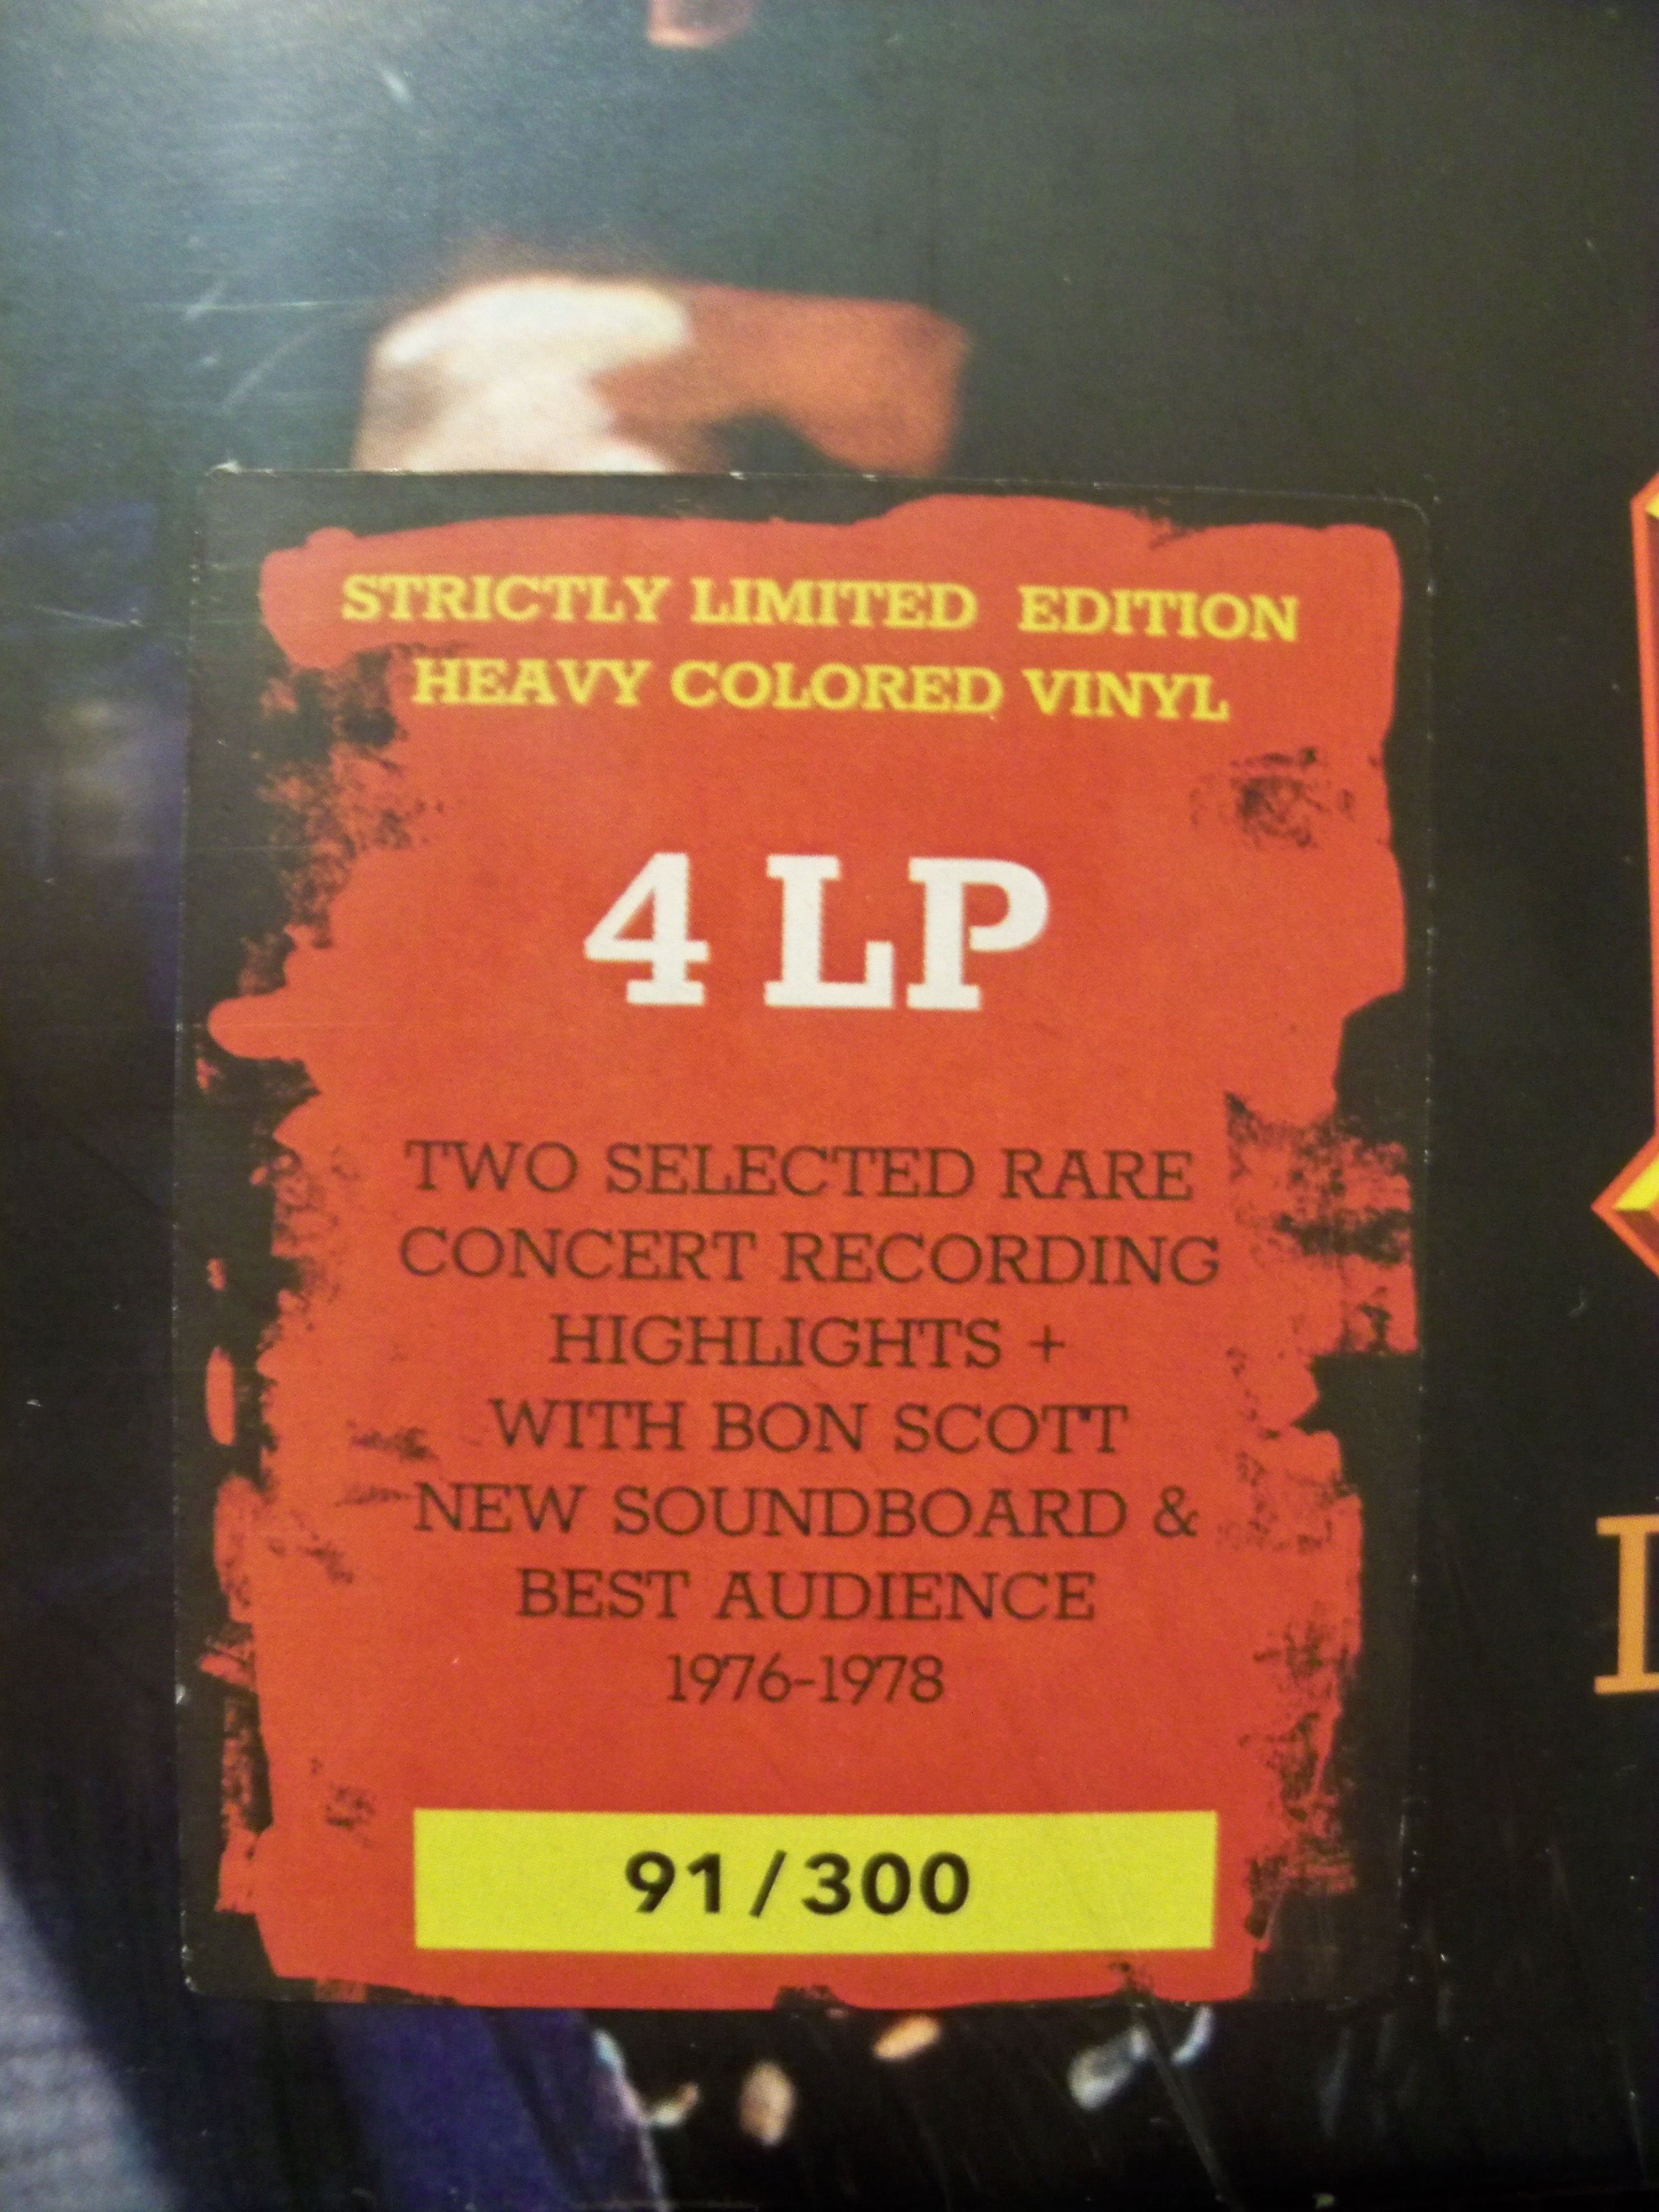 STRICTLY LIMITED EDITION
HEAVY COLORED VINYL
4 LP
TWO SELECTED RARE
CONCERT RECORDING
HIGHLIGHTS +
WITH BON SCOTT
NEW SOUNDBOARD &
BEST AUDIENCE
1976-1978
91/300